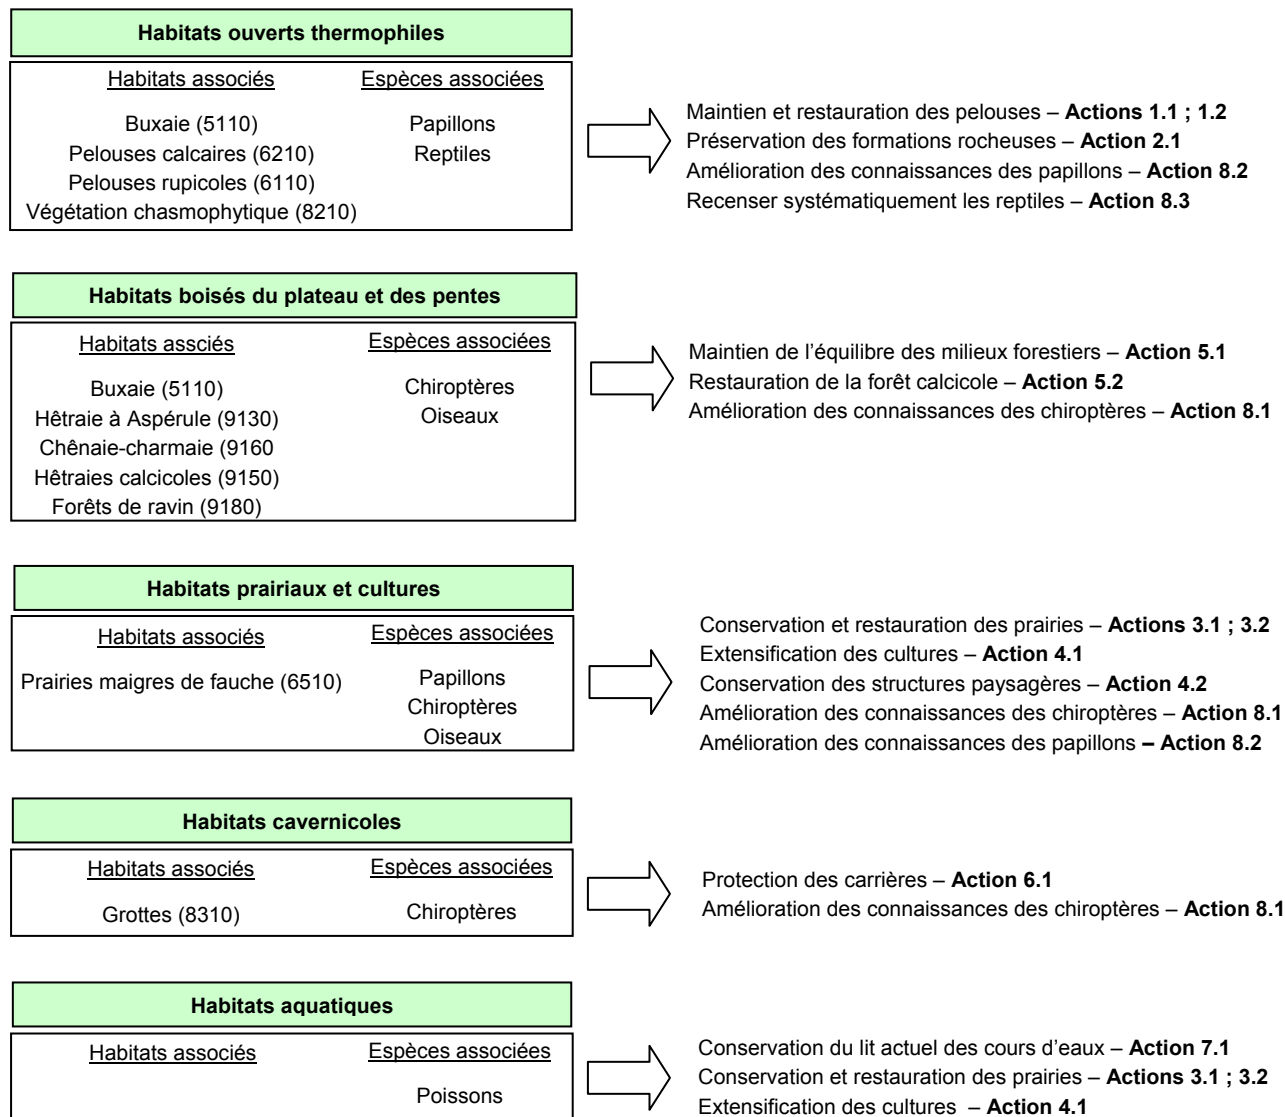 Habitats ouverts thermophiles
Habitats associés
Espèces associées
Buxaie (5110)
Papillons
Pelouses calcaires (6210)
Reptiles
Pelouses rupicoles (6110)
Végétation chasmophytique (8210)
Maintien et restauration des pelouses – Actions 1.1 ; 1.2
Préservation des formations rocheuses – Action 2.1
Amélioration des connaissances des papillons – Action 8.2
Recenser systématiquement les reptiles – Action 8.3
Habitats boisés du plateau et des pentes
Habitats assciés
Espèces associées
Buxaie (5110)
Chiroptères
Hêtraie à Aspérule (9130)
Oiseaux
Chênaie-charmaie (9160
Hêtraies calcicoles (9150)
Forêts de ravin (9180)
Maintien de l'équilibre des milieux forestiers – Action 5.1
Restauration de la forêt calcicole – Action 5.2
Amélioration des connaissances des chiroptères – Action 8.1
Habitats prairiaux et cultures
Habitats associés
Espèces associées
Prairies maigres de fauche (6510)
Papillons
Chiroptères
Oiseaux
Conservation et restauration des prairies – Actions 3.1 ; 3.2
Extensification des cultures – Action 4.1
Conservation des structures paysagères – Action 4.2
Amélioration des connaissances des chiroptères – Action 8.1
Amélioration des connaissances des papillons – Action 8.2
Habitats cavernicoles
Habitats associés
Espèces associées
Grottes (8310)
Chiroptères
Protection des carrières – Action 6.1
Amélioration des connaissances des chiroptères – Action 8.1
Habitats aquatiques
Habitats associés
Espèces associées
Poissons
Conservation du lit actuel des cours d'eaux – Action 7.1
Conservation et restauration des prairies – Actions 3.1 ; 3.2
Extensification des cultures – Action 4.1